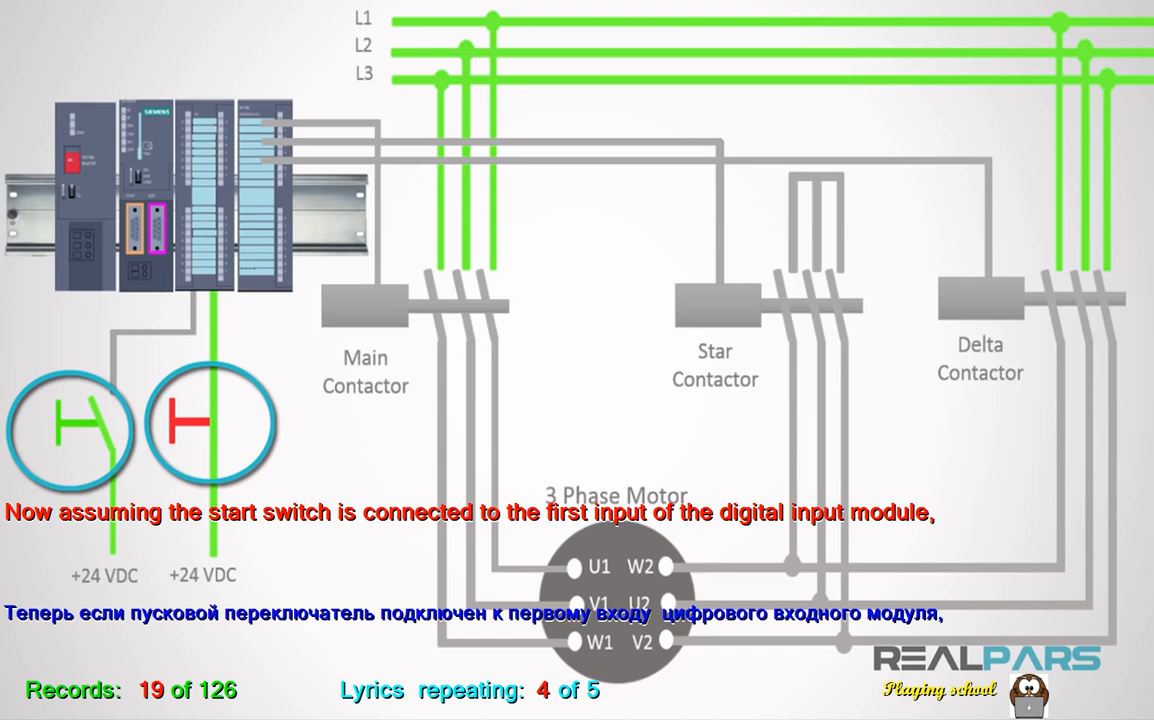 L1
L2
L3
SIEMENS
Main
Contactor
Star
Contactor
Delta
Contactor
3 Phase Motor
Now assuming the start switch is connected to the first input of the digital input module,
+24 VDC +24 VDC
U1 W2
V1 U2
Теперь если пусковой переключатель подключен к первому входу цифрового входного модуля,
W1 V2
REALPARS
Records: 19 of 126 Lyrics repeating: 4 of 5
Playing school